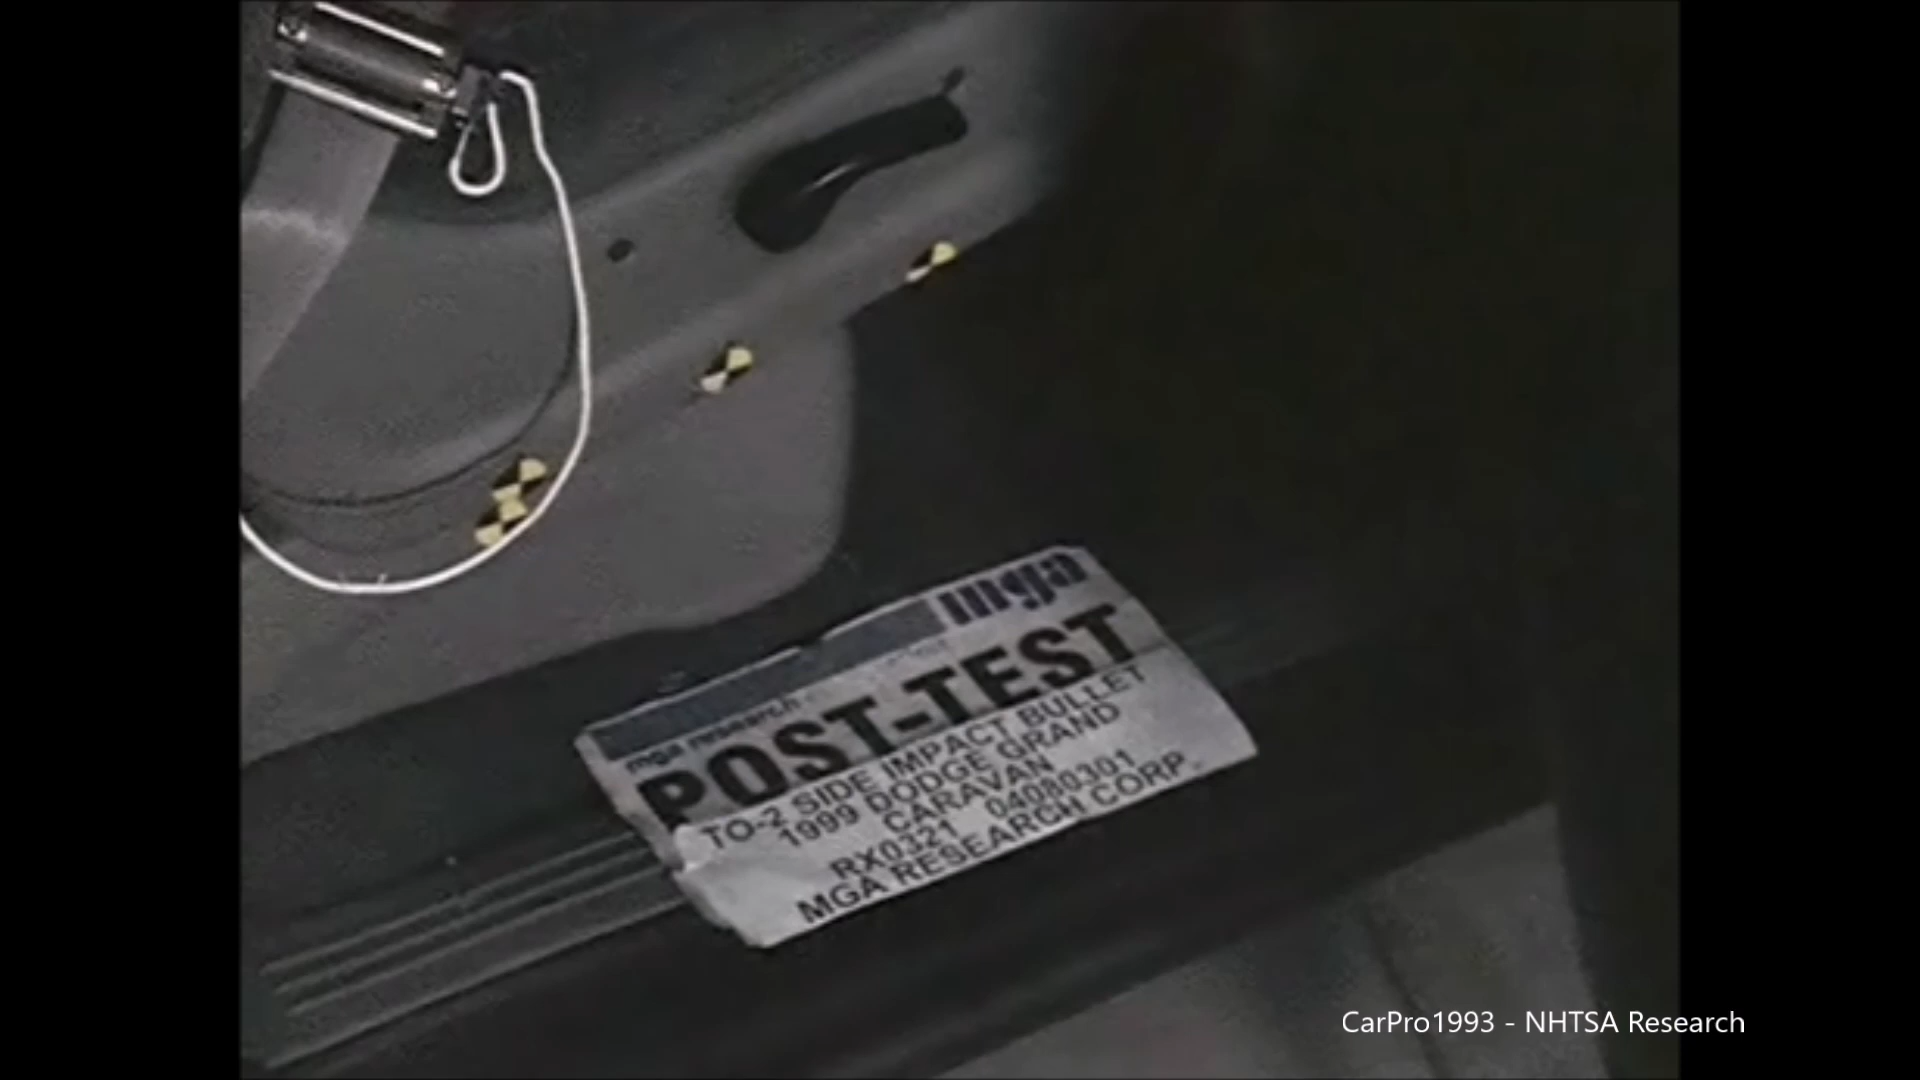 mga
mga research
POST-TEST
TO-2 SIDE IMPACT BULLET
1999 DODGE GRAND
CARAVAN
RX0321 04080301
MGA RESEARCH CORP.
CarPro1993 - NHTSA Research